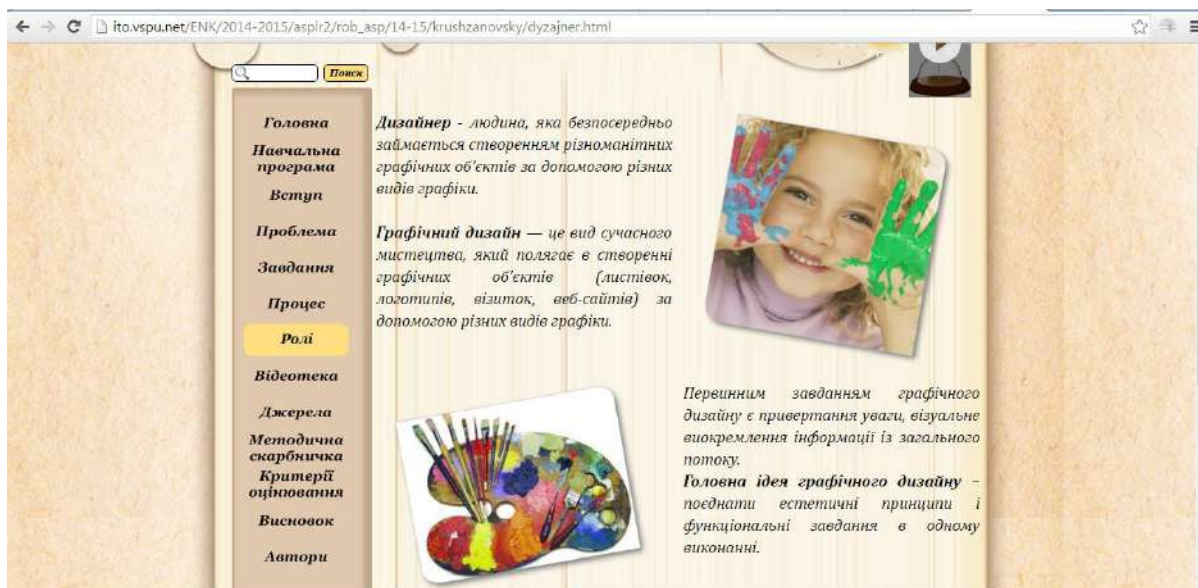 ito.vspu.net/ENK/2014-2015/aspir2/rob_asp/14-15/krushzanovsky/dyzajner.html
Поиск
Головна
Навчальна
програма
Вступ
Проблема
Завдання
Процес
Ролі
Відеотека
Джерела
Методична
скарбничка
Критерії
оцінювання
Висновок
Автори
Дизайнер - людина, яка безпосередньо
займається створенням різноманітних
графічних об'єктів за допомогою різних
видів графіки.
Графічний дизайн — це вид сучасного
мистецтва, який полягає в створенні
графічних об'єктів (листівок,
логотипів, візиток, веб-сайтів) за
допомогою різних видів графіки.
Первинним завданням графічного
дизайну є привертання уваги, візуальне
виокремлення інформації із загального
потоку.
Головна ідея графічного дизайну -
поєднати естетичні принципи і
функціональні завдання в одному
виконанні.